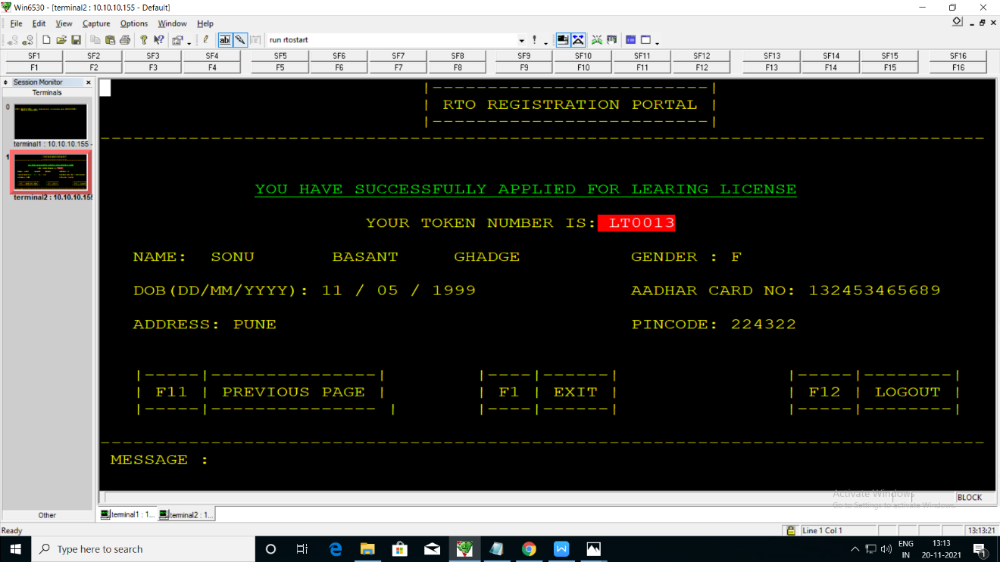 Win6530 - [terminal2 : 10.10.10.155 - Default]
File Edit View Capture Options Window Help
run rtostart
SF1 SF2 SF3 SF4 SF5 SF6 SF7 SF8 SF9 SF10 SF11 SF12 SF13 SF14 SF15 SF16
F1 F2 F3 F4 F5 F6 F7 F8 F9 F10 F11 F12 F13 F14 F15 F16
Session Monitor
Terminals
0
terminal1 : 10.10.10.155 -
1
terminal2 : 10.10.10.155
Other
RTO REGISTRATION PORTAL
YOU HAVE SUCCESSFULLY APPLIED FOR LEARING LICENSE
YOUR TOKEN NUMBER IS: LT0013
NAME: SONU BASANT GHADGE GENDER : F
DOB(DD/MM/YYYY): 11 / 05 / 1999 AADHAR CARD NO: 132453465689
ADDRESS: PUNE PINCODE: 224322
| F11 | PREVIOUS PAGE | | F1 | EXIT | | F12 | LOGOUT |
MESSAGE :
Activate Windows
Go to Settings to activate Windows.
BLOCK
terminal1 : 1... terminal2 : 1...
Ready Line 1 Col 1 13:13:21
Type here to search
ENG
IN
13:13
20-11-2021
1